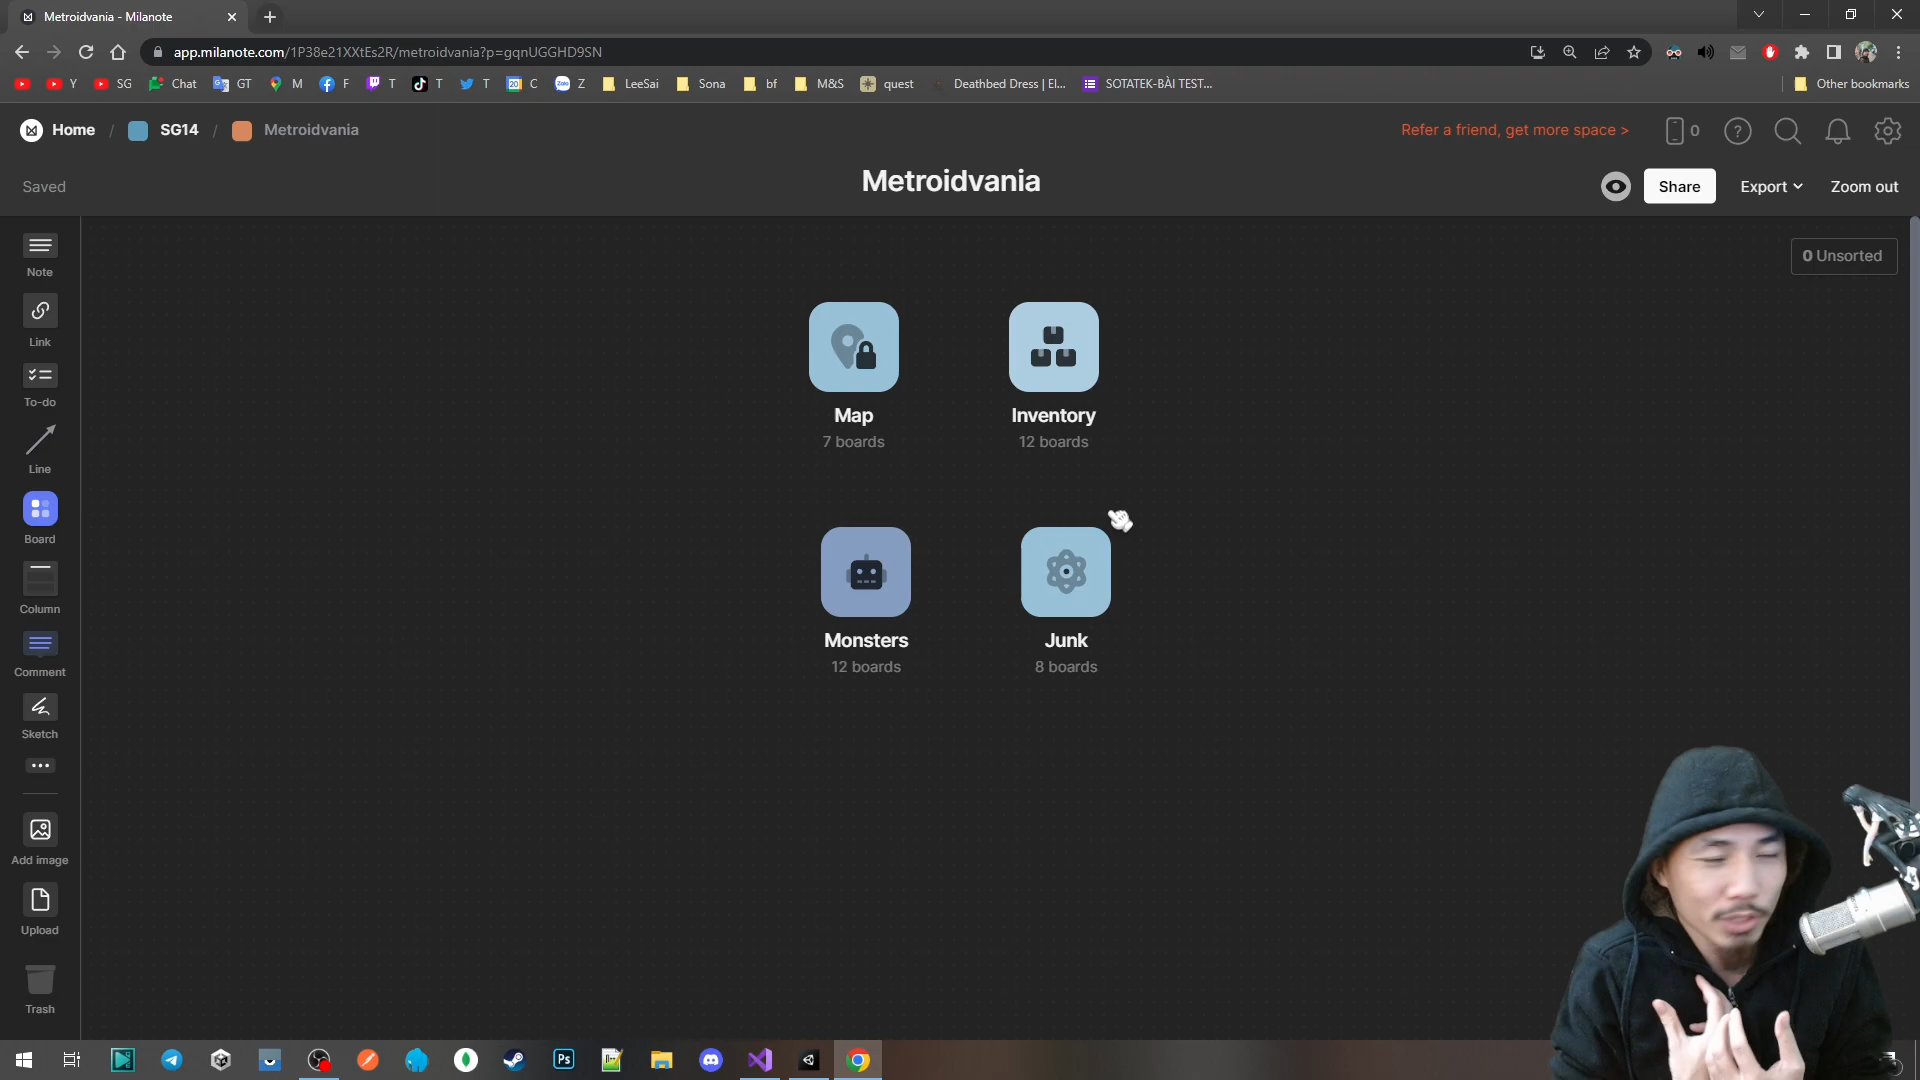 Metroidvania - Milanote
app.milanote.com/1P38e21XXtEs2R/metroidvania?p=gqnUGGHD9SN
Y SG Chat GT M F T T T C Z LeeSai Sona bf M&S quest Deathbed Dress | El... SOTATEK-BÀI TEST... Other bookmarks
Home / SG14 / Metroidvania
Refer a friend, get more space >
0
Saved
Metroidvania
Share
Export
Zoom out
0 Unsorted
Note
Link
To-do
Line
Board
Column
Comment
Sketch
Add image
Upload
Trash
Map
7 boards
Inventory
12 boards
Monsters
12 boards
Junk
8 boards
Ps